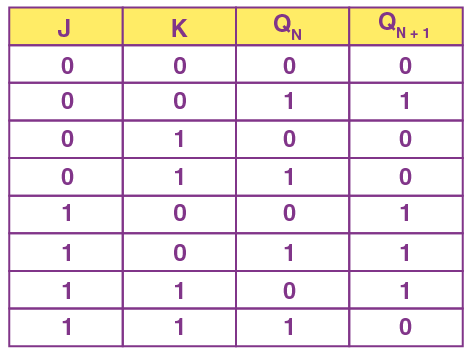 J K QN QN + 1
0 0 0 0
0 0 1 1
0 1 0 0
0 1 1 0
1 0 0 1
1 0 1 1
1 1 0 1
1 1 1 0